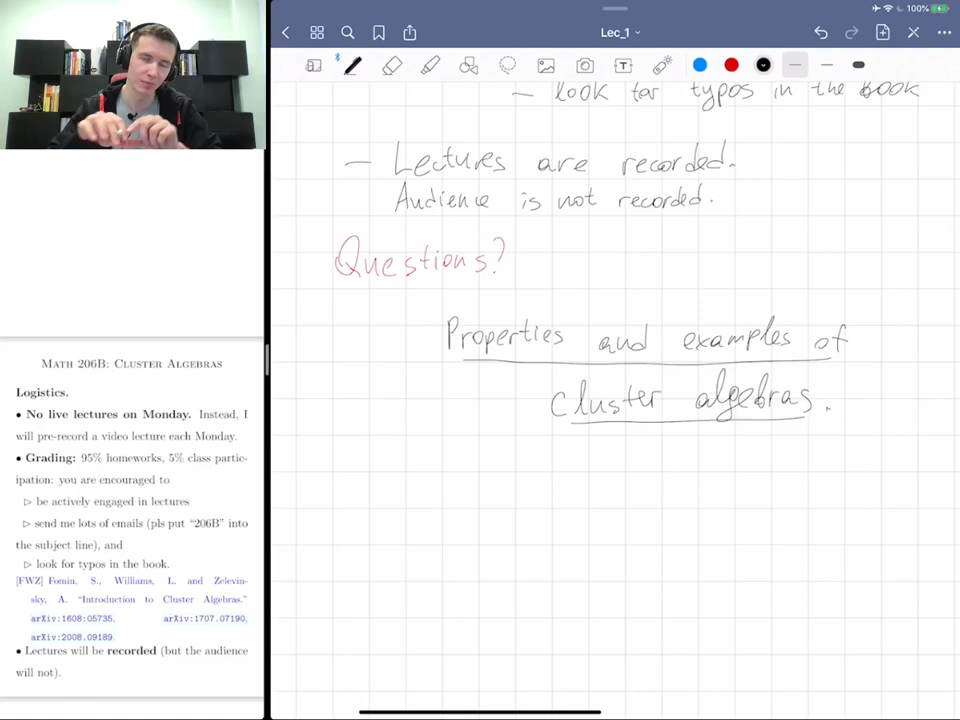 100%
Lec_1
— look for typos in the book
— Lectures are recorded.
Audience is not recorded.
Questions?
Properties and examples of
cluster algebras.
Math 206B: Cluster Algebras
Logistics.
• No live lectures on Monday. Instead, I
will pre-record a video lecture each Monday.
• Grading: 95% homeworks, 5% class partic-
ipation: you are encouraged to
▷ be actively engaged in lectures
▷ send me lots of emails (pls put “206B” into
the subject line), and
▷ look for typos in the book.
[FWZ] Fomin, S., Williams, L. and Zelevin-
sky, A. “Introduction to Cluster Algebras.”
arXiv:1608:05735, arXiv:1707.07190,
arXiv:2008.09189.
• Lectures will be recorded (but the audience
will not).